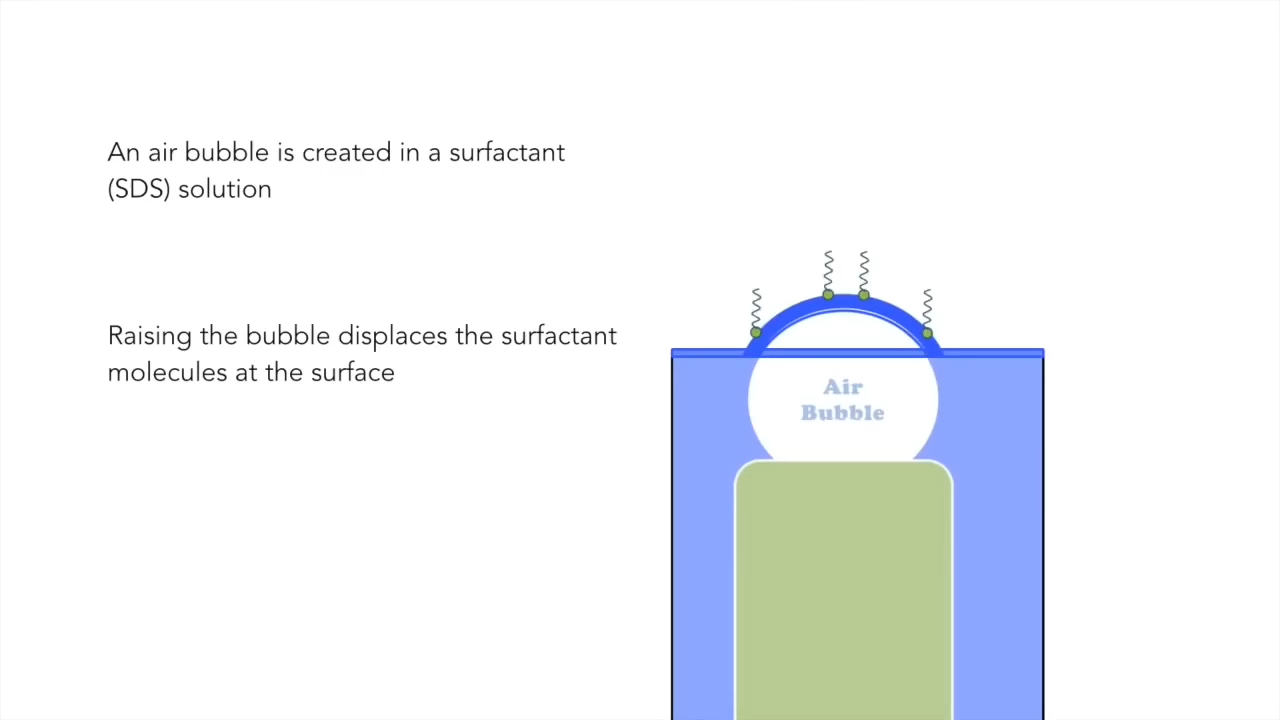 An air bubble is created in a surfactant
(SDS) solution
Raising the bubble displaces the surfactant
molecules at the surface
Air
Bubble